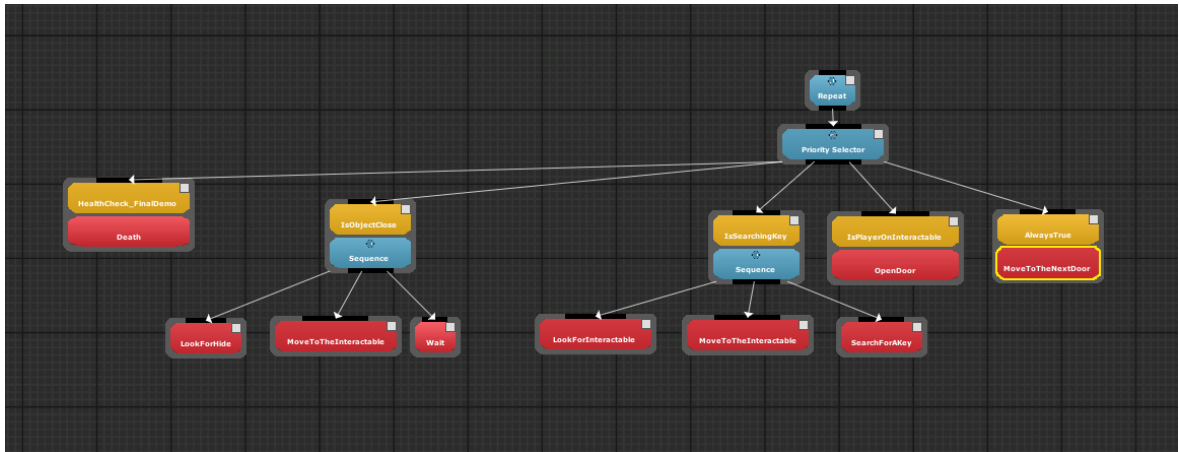 Repeat
Priority Selector
HealthCheck_FinalDemo
Death
IsObjectClose
Sequence
IsSearchingKey
Sequence
IsPlayerOnInteractable
OpenDoor
AlwaysTrue
MoveToTheNextDoor
LookForHide
MoveToTheInteractable
Wait
LookForInteractable
MoveToTheInteractable
SearchForAKey